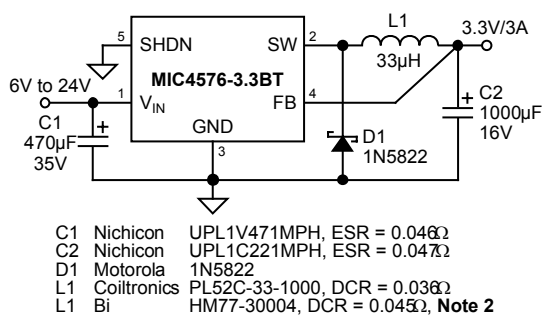 L1
33µH
3.3V/3A
5
SHDN
SW
2
MIC4576-3.3BT
6V to 24V
1
VIN
FB
4
GND
3
C1
470µF
35V
+
D1
1N5822
+
C2
1000µF
16V
C1 Nichicon UPL1V471MPH, ESR = 0.046Ω
C2 Nichicon UPL1C221MPH, ESR = 0.047Ω
D1 Motorola 1N5822
L1 Coiltronics PL52C-33-1000, DCR = 0.036Ω
L1 Bi HM77-30004, DCR = 0.045Ω, Note 2